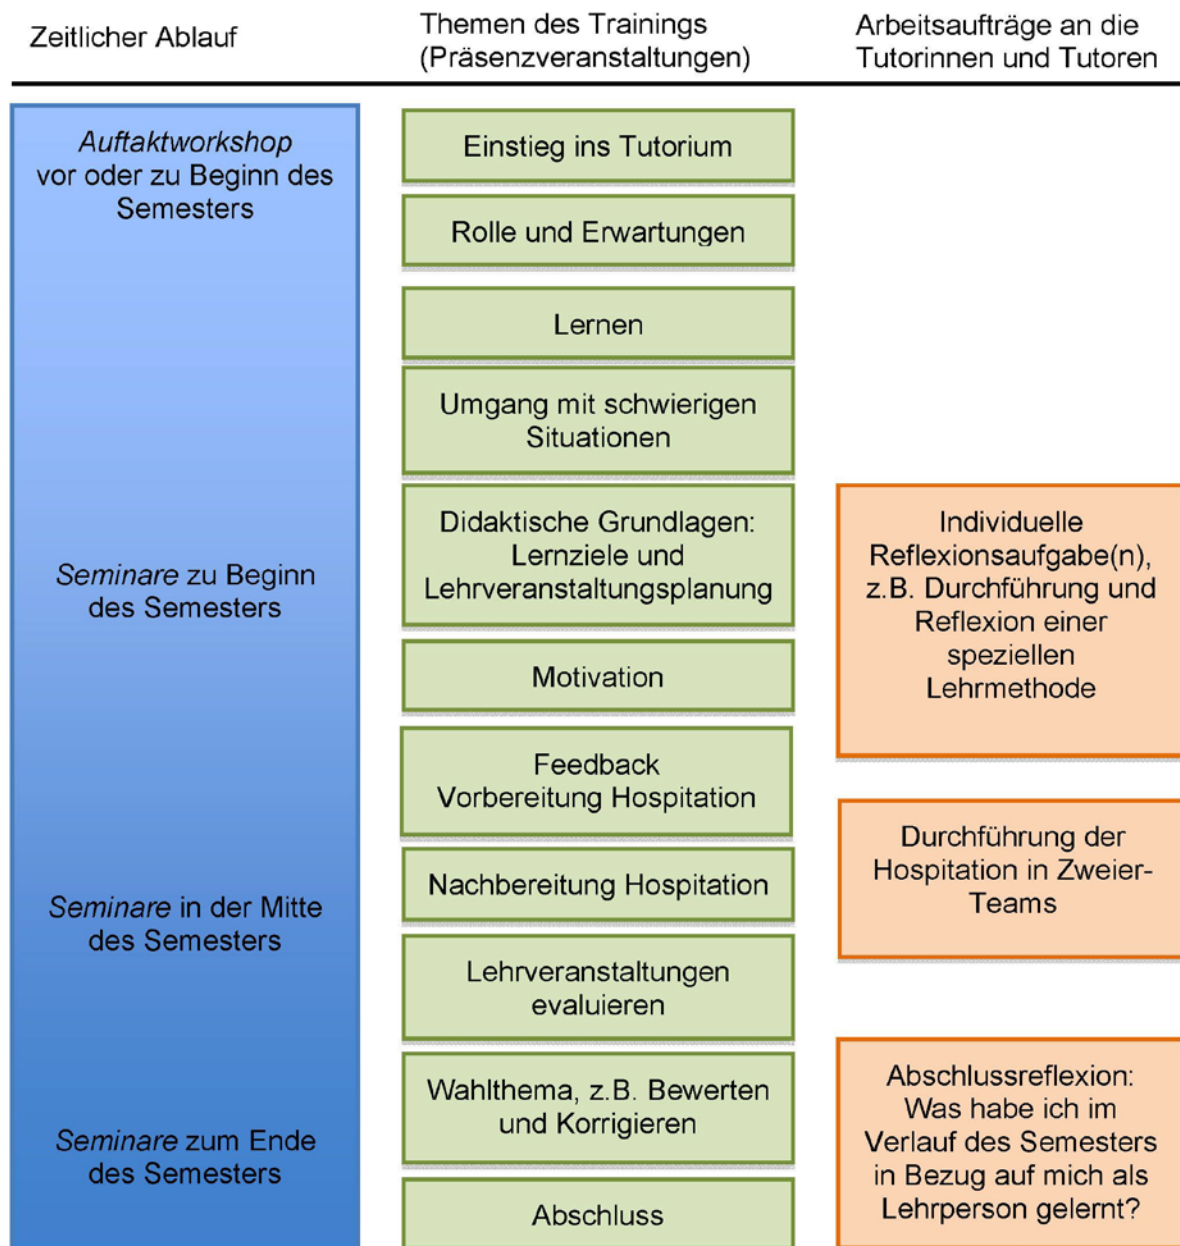 Zeitlicher Ablauf
Themen des Trainings
(Präsenzveranstaltungen)
Arbeitsaufträge an die
Tutorinnen und Tutoren
Auftaktworkshop
vor oder zu Beginn des
Semesters
Seminare zu Beginn
des Semesters
Seminare in der Mitte
des Semesters
Seminare zum Ende
des Semesters
Einstieg ins Tutorium
Rolle und Erwartungen
Lernen
Umgang mit schwierigen
Situationen
Didaktische Grundlagen:
Lernziele und
Lehrveranstaltungsplanung
Motivation
Feedback
Vorbereitung Hospitation
Nachbereitung Hospitation
Lehrveranstaltungen
evaluieren
Wahlthema, z.B. Bewerten
und Korrigieren
Abschluss
Individuelle
Reflexionsaufgabe(n),
z.B. Durchführung und
Reflexion einer
speziellen
Lehrmethode
Durchführung der
Hospitation in Zweier-
Teams
Abschlussreflexion:
Was habe ich im
Verlauf des Semesters
in Bezug auf mich als
Lehrperson gelernt?